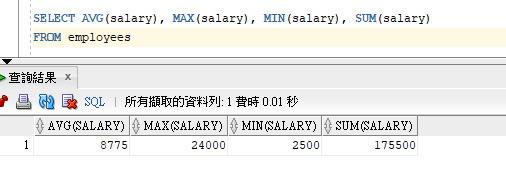 SELECT AVG(salary), MAX(salary), MIN(salary), SUM(salary)
FROM employees
查詢結果 x
SQL | 所有擷取的資料列: 1 費時 0.01 秒
AVG(SALARY) MAX(SALARY) MIN(SALARY) SUM(SALARY)
1 8775 24000 2500 175500